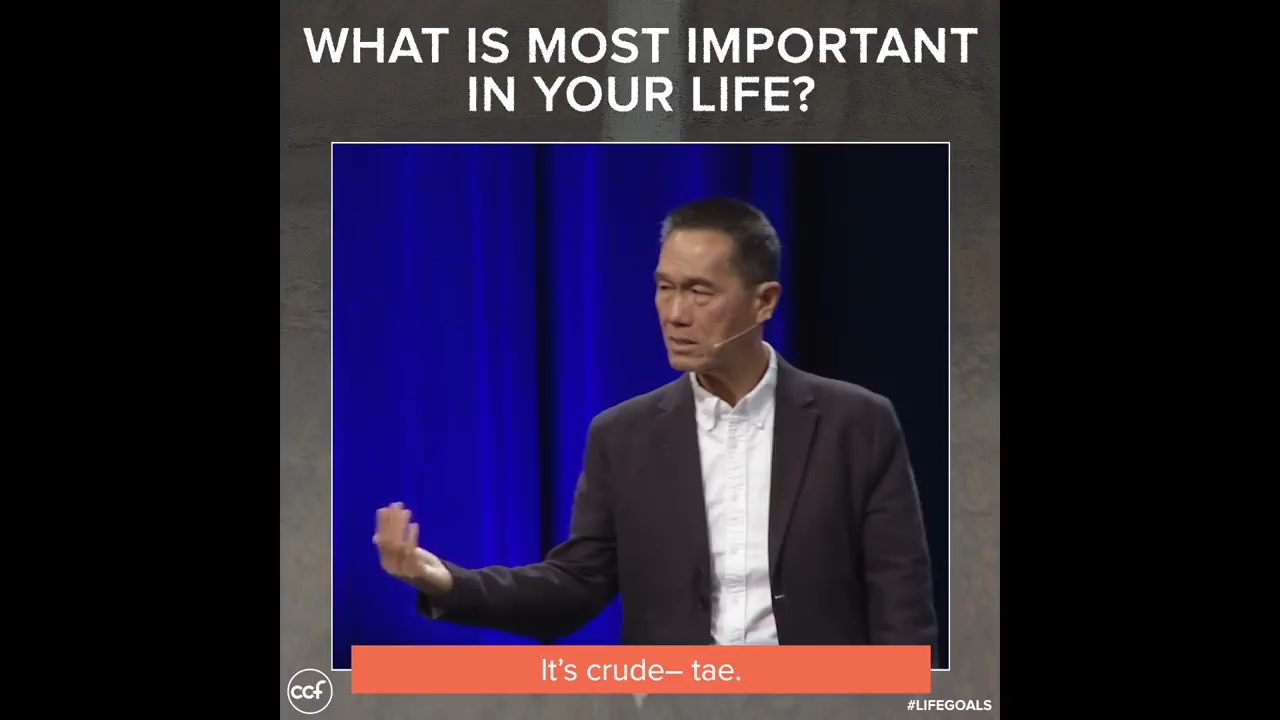 WHAT IS MOST IMPORTANT
IN YOUR LIFE?
It's crude– tae.
ccf
#LIFEGOALS